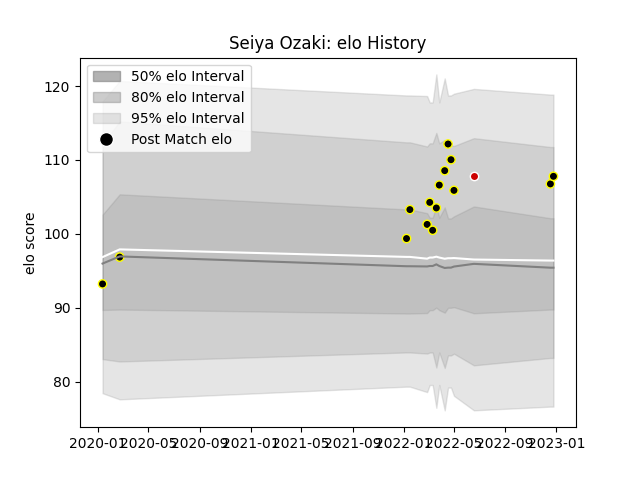 Seiya Ozaki: elo History
50% elo Interval
80% elo Interval
95% elo Interval
Post Match elo
elo score
120
110
100
90
80
2020-01 2020-05 2020-09 2021-01 2021-05 2021-09 2022-01 2022-05 2022-09 2023-01